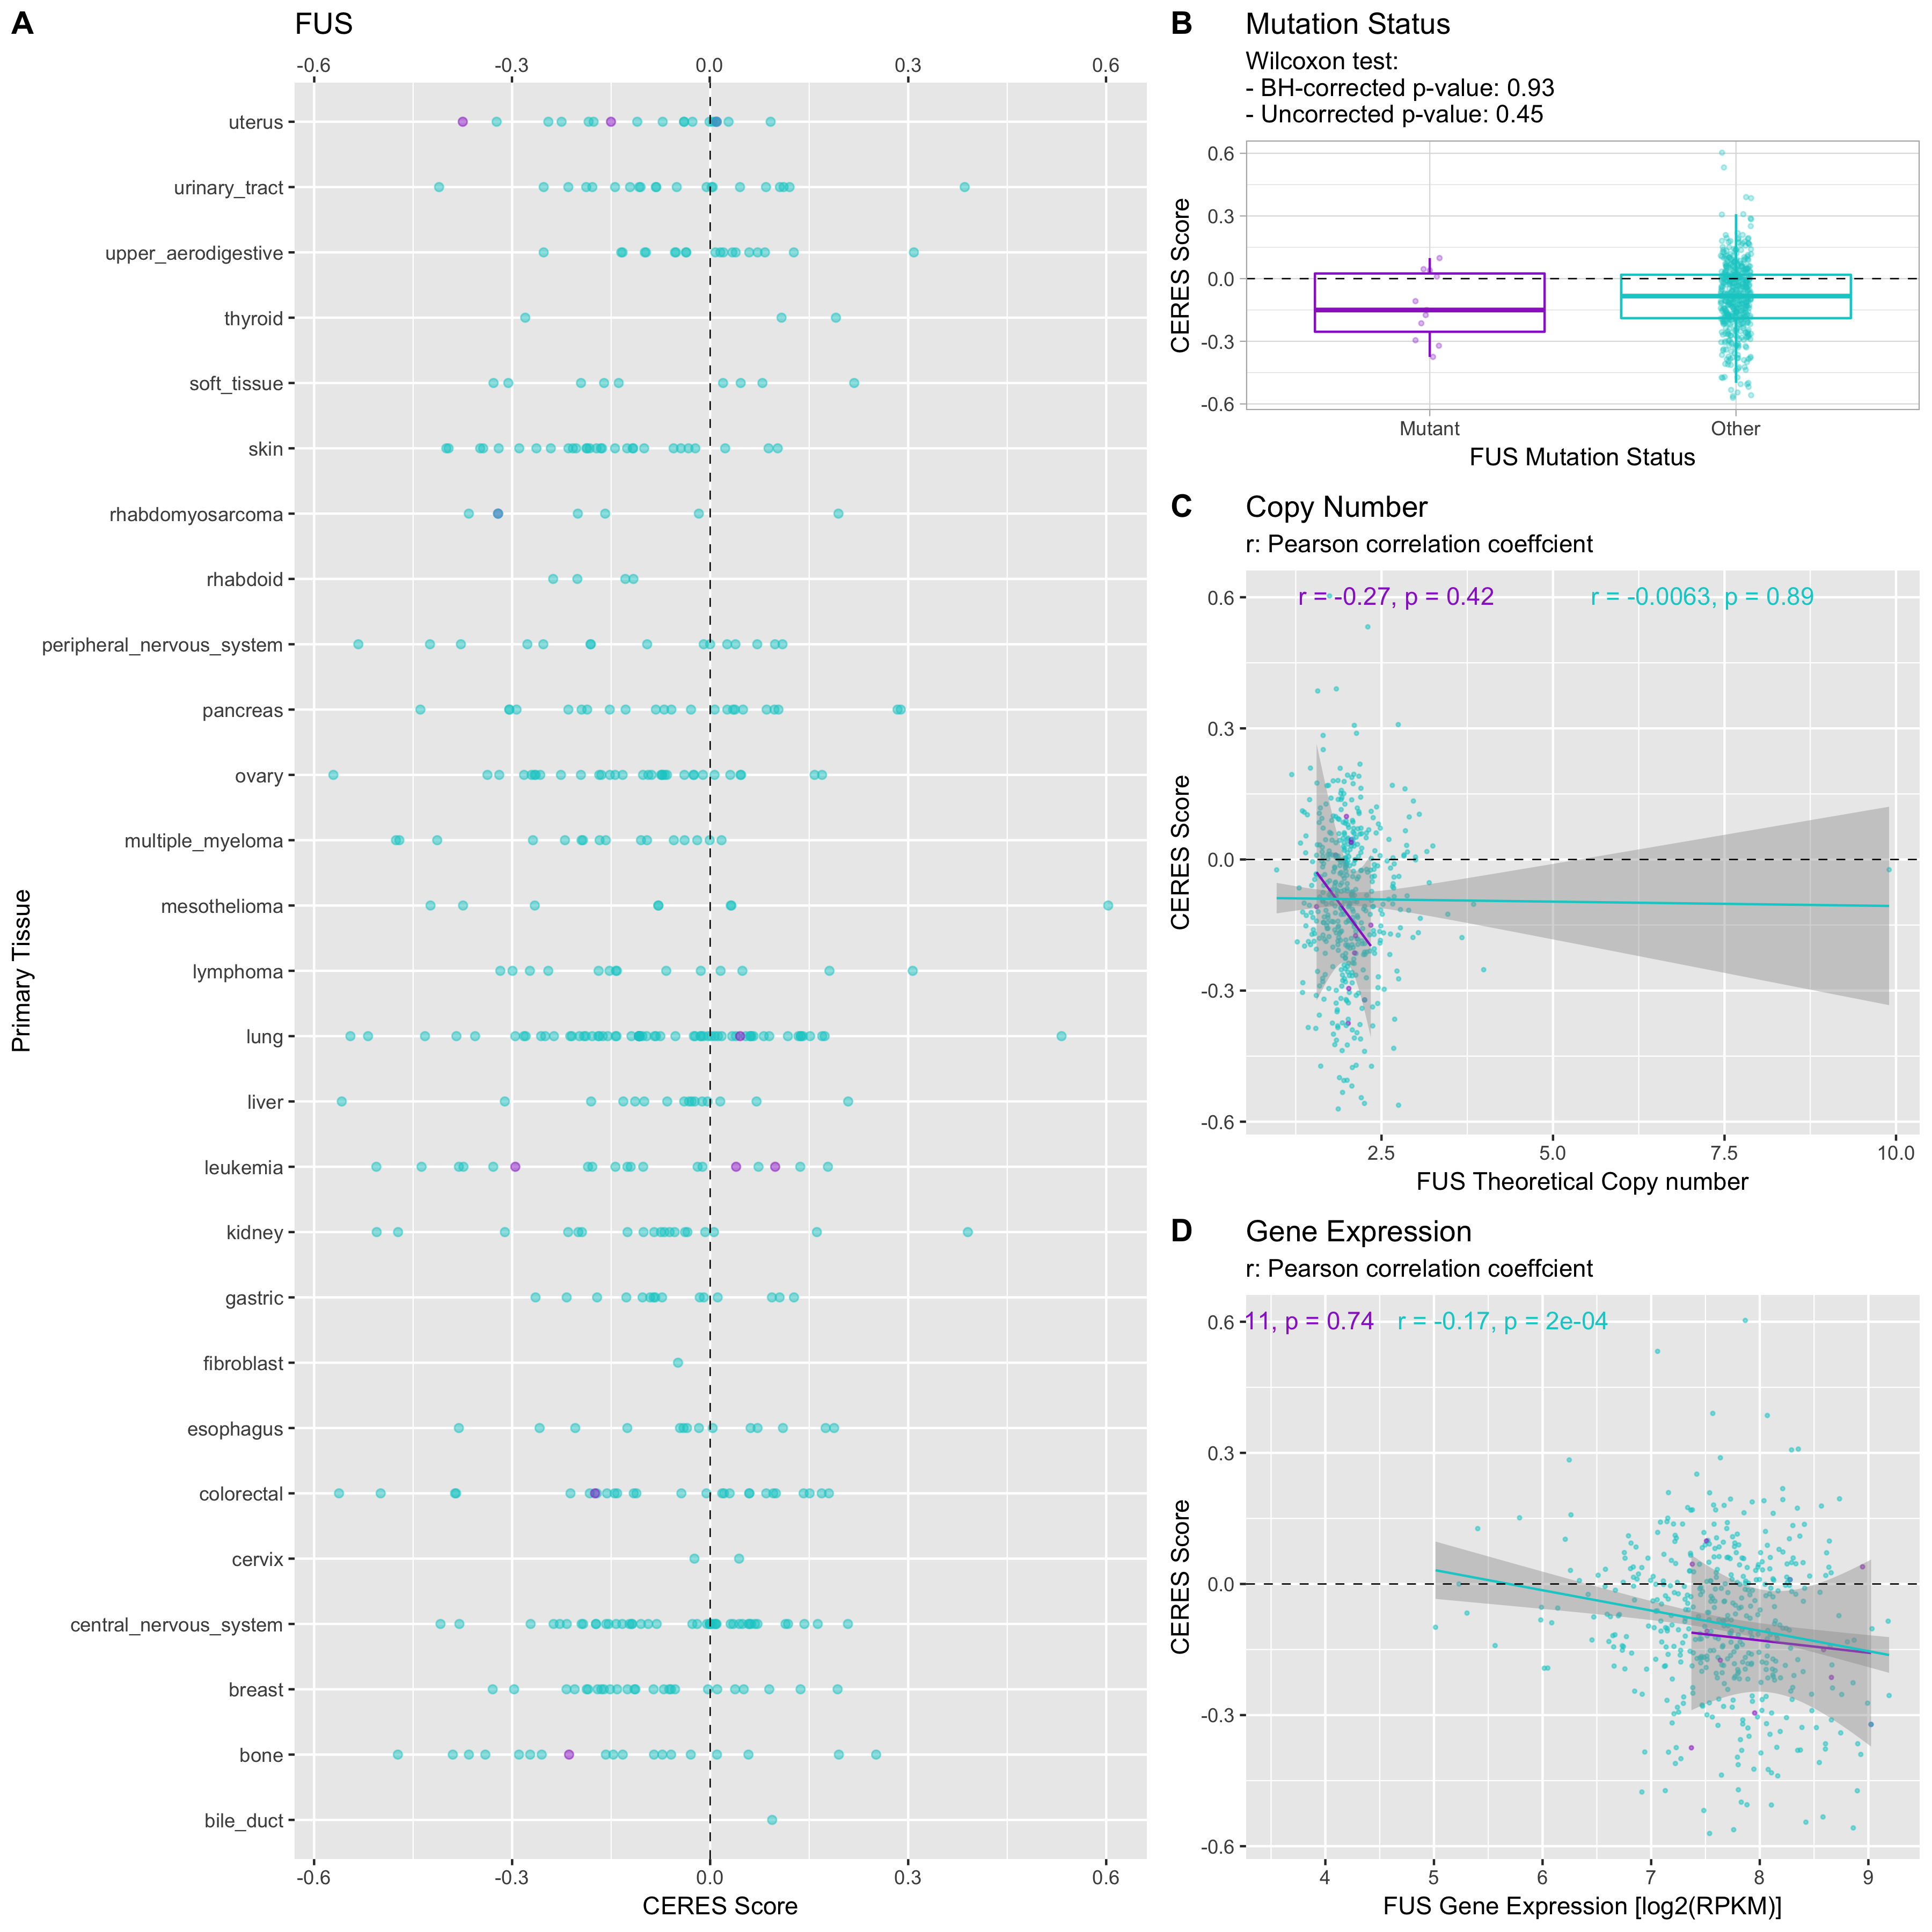 A
FUS
-0.6 -0.3 0.0 0.3 0.6
uterus
urinary_tract
upper_aerodigestive
thyroid
soft_tissue
skin
rhabdomyosarcoma
rhabdoid
peripheral_nervous_system
pancreas
ovary
multiple_myeloma
mesothelioma
lymphoma
lung
liver
leukemia
kidney
gastric
fibroblast
esophagus
colorectal
cervix
central_nervous_system
breast
bone
bile_duct
Primary Tissue
-0.6 -0.3 0.0 0.3 0.6
CERES Score
B
Mutation Status
Wilcoxon test:
- BH-corrected p-value: 0.93
- Uncorrected p-value: 0.45
CERES Score
0.6
0.3
0.0
-0.3
-0.6
Mutant Other
FUS Mutation Status
C
Copy Number
r: Pearson correlation coeffcient
r = -0.27, p = 0.42 r = -0.0063, p = 0.89
CERES Score
0.6
0.3
0.0
-0.3
-0.6
2.5 5.0 7.5 10.0
FUS Theoretical Copy number
D
Gene Expression
r: Pearson correlation coeffcient
11, p = 0.74 r = -0.17, p = 2e-04
CERES Score
0.6
0.3
0.0
-0.3
-0.6
4 5 6 7 8 9
FUS Gene Expression [log2(RPKM)]